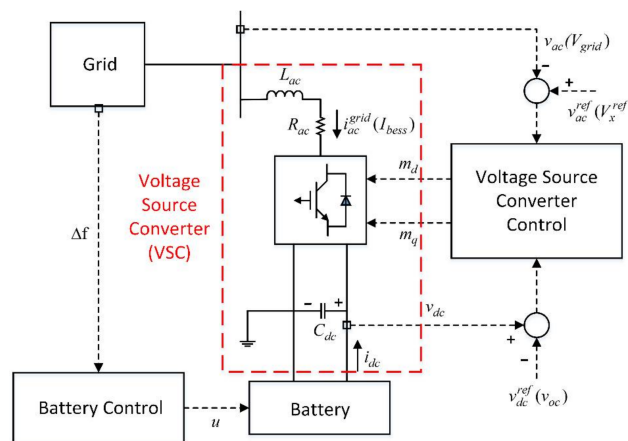 v_ac(V_grid)
Grid
L_ac
-
+
v_ac^ref(V_x^ref
R_ac
i_ac^grid(I_bess)
m_d
Voltage
Source
Converter
(VSC)
Voltage Source
Converter
Control
Δf
m_q
-
+
C_dc
v_dc
+
-
i_dc
v_dc^ref(v_oc)
Battery Control
u
Battery